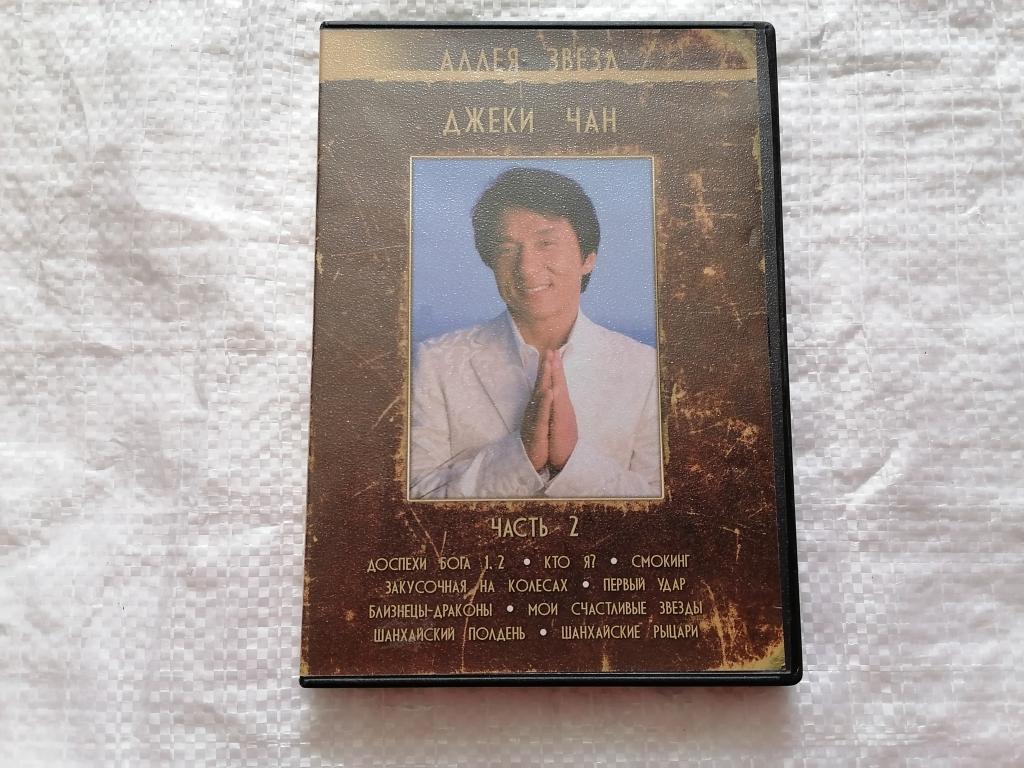 АЛЛЕЯ ЗВЕЗД
ДЖЕКИ ЧАН
ЧАСТЬ 2
ДОСПЕХИ БОГА 1, 2 • КТО Я? • СМОКИНГ
ЗАКУСОЧНАЯ НА КОЛЕСАХ • ПЕРВЫЙ УДАР
БЛИЗНЕЦЫ-ДРАКОНЫ • МОИ СЧАСТЛИВЫЕ ЗВЕЗДЫ
ШАНХАЙСКИЙ ПОЛДЕНЬ • ШАНХАЙСКИЕ РЫЦАРИ